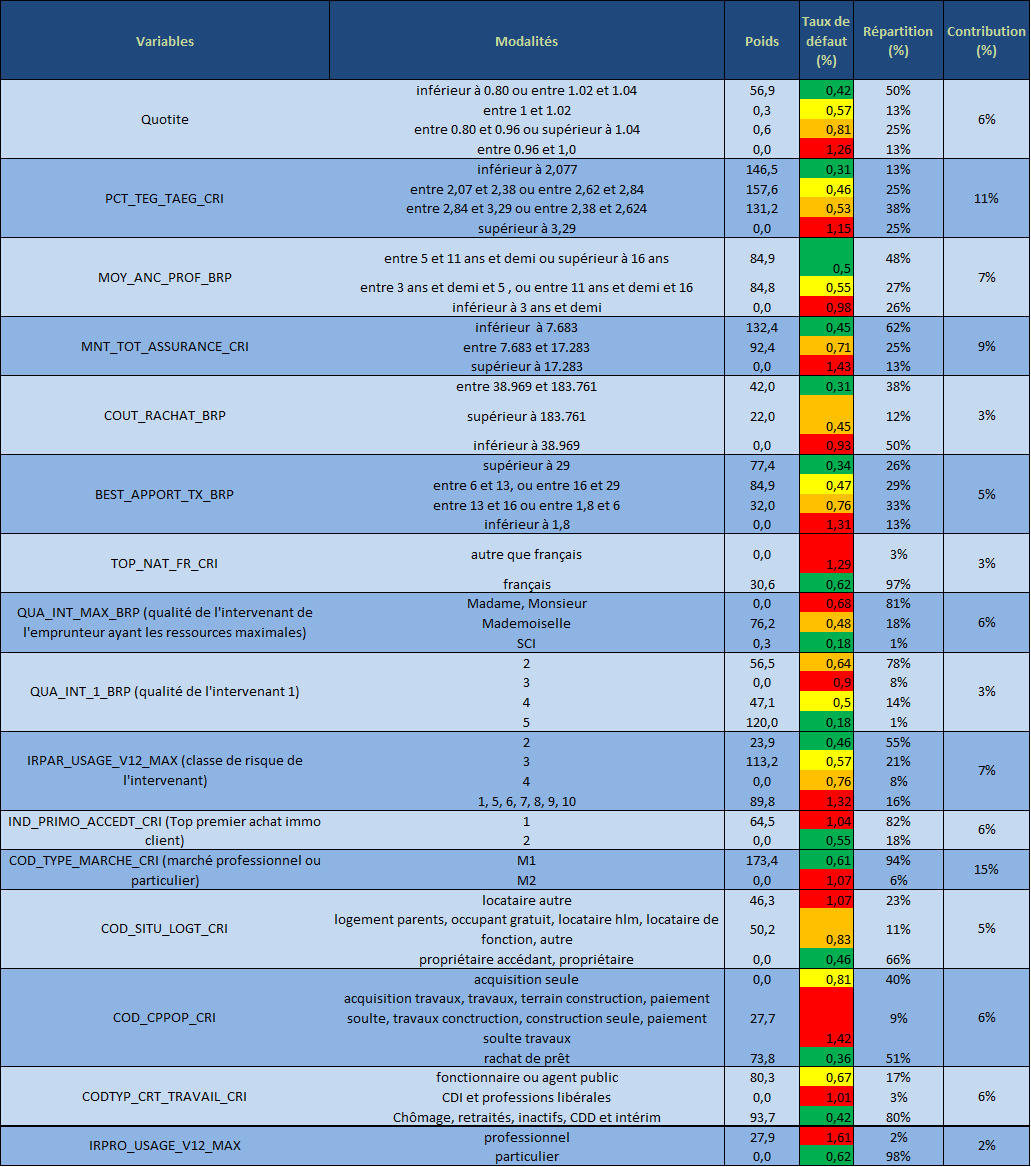 Variables Modalités Poids Taux de défaut (%) Répartition (%) Contribution (%)
Quotite 6%
inférieur à 0.80 ou entre 1.02 et 1.04 56,9 0,42 50%
entre 1 et 1.02 0,3 0,57 13%
entre 0.80 et 0.96 ou supérieur à 1.04 0,6 0,81 25%
entre 0.96 et 1,0 0,0 1,26 13%
PCT_TEG_TAEG_CRI 11%
inférieur à 2,077 146,5 0,31 13%
entre 2,07 et 2,38 ou entre 2,62 et 2,84 157,6 0,46 25%
entre 2,84 et 3,29 ou entre 2,38 et 2,624 131,2 0,53 38%
supérieur à 3,29 0,0 1,15 25%
MOY_ANC_PROF_BRP 7%
entre 5 et 11 ans et demi ou supérieur à 16 ans 84,9 0,5 48%
entre 3 ans et demi et 5 , ou entre 11 ans et demi et 16 84,8 0,55 27%
inférieur à 3 ans et demi 0,0 0,98 26%
MNT_TOT_ASSURANCE_CRI 9%
inférieur à 7.683 132,4 0,45 62%
entre 7.683 et 17.283 92,4 0,71 25%
supérieur à 17.283 0,0 1,43 13%
COUT_RACHAT_BRP 3%
entre 38.969 et 183.761 42,0 0,31 38%
supérieur à 183.761 22,0 0,45 12%
inférieur à 38.969 0,0 0,93 50%
BEST_APPORT_TX_BRP 5%
supérieur à 29 77,4 0,34 26%
entre 6 et 13, ou entre 16 et 29 84,9 0,47 29%
entre 13 et 16 ou entre 1,8 et 6 32,0 0,76 33%
inférieur à 1,8 0,0 1,31 13%
TOP_NAT_FR_CRI 3%
autre que français 0,0 1,29 3%
français 30,6 0,62 97%
QUA_INT_MAX_BRP (qualité de l'intervenant de
l'emprunteur ayant les ressources maximales) 6%
Madame, Monsieur 0,0 0,68 81%
Mademoiselle 76,2 0,48 18%
SCI 0,3 0,18 1%
QUA_INT_1_BRP (qualité de l'intervenant 1) 3%
2 56,5 0,64 78%
3 0,0 0,9 8%
4 47,1 0,5 14%
5 120,0 0,18 1%
IRPAR_USAGE_V12_MAX (classe de risque de
l'intervenant) 7%
2 23,9 0,46 55%
3 113,2 0,57 21%
4 0,0 0,76 8%
1, 5, 6, 7, 8, 9, 10 89,8 1,32 16%
IND_PRIMO_ACCEDT_CRI (Top premier achat immo
client) 6%
1 64,5 1,04 82%
2 0,0 0,55 18%
COD_TYPE_MARCHE_CRI (marché professionnel ou
particulier) 15%
M1 173,4 0,61 94%
M2 0,0 1,07 6%
COD_SITU_LOGT_CRI 5%
locataire autre 46,3 1,07 23%
logement parents, occupant gratuit, locataire hlm, locataire de
fonction, autre 50,2 0,83 11%
propriétaire accédant, propriétaire 0,0 0,46 66%
COD_CPPOP_CRI 6%
acquisition seule 0,0 0,81 40%
acquisition travaux, travaux, terrain construction, paiement
soulte, travaux conctruction, construction seule, paiement
soulte travaux 27,7 1,42 9%
rachat de prêt 73,8 0,36 51%
CODTYP_CRT_TRAVAIL_CRI 6%
fonctionnaire ou agent public 80,3 0,67 17%
CDI et professions libérales 0,0 1,01 3%
Chômage, retraités, inactifs, CDD et intérim 93,7 0,42 80%
IRPRO_USAGE_V12_MAX 2%
professionnel 27,9 1,61 2%
particulier 0,0 0,62 98%